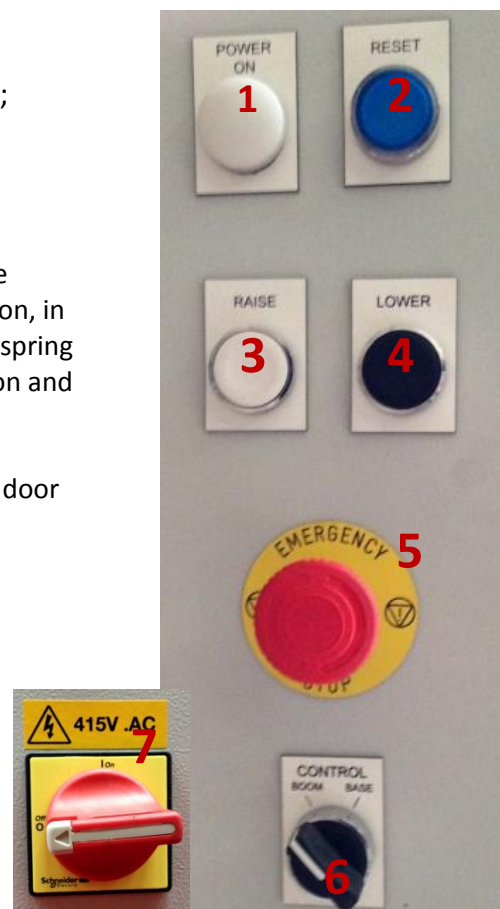 ;
e
on, in
spring
on and
door
POWER
ON
1
RESET
2
RAISE
3
LOWER
4
EMERGENCY
5
STOP
415V .AC
7
I On
Off
O
Schneider
Electric
CONTROL
BOOM BASE
6